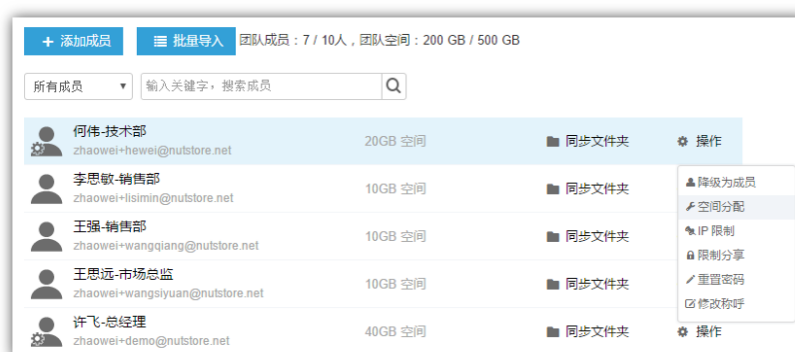 + 添加成员 批量导入 团队成员：7 / 10人，团队空间：200 GB / 500 GB
所有成员 输入关键字，搜索成员
何伟-技术部
zhaowei+hewei@nutstore.net
20GB 空间 同步文件夹 操作
李思敏-销售部
zhaowei+lisimin@nutstore.net
10GB 空间 同步文件夹
王强-销售部
zhaowei+wangqiang@nutstore.net
10GB 空间 同步文件夹
王思远-市场总监
zhaowei+wangsiyuan@nutstore.net
10GB 空间 同步文件夹
许飞-总经理
zhaowei+demo@nutstore.net
40GB 空间 同步文件夹 操作
降级为成员
空间分配
IP 限制
限制分享
重置密码
修改称呼